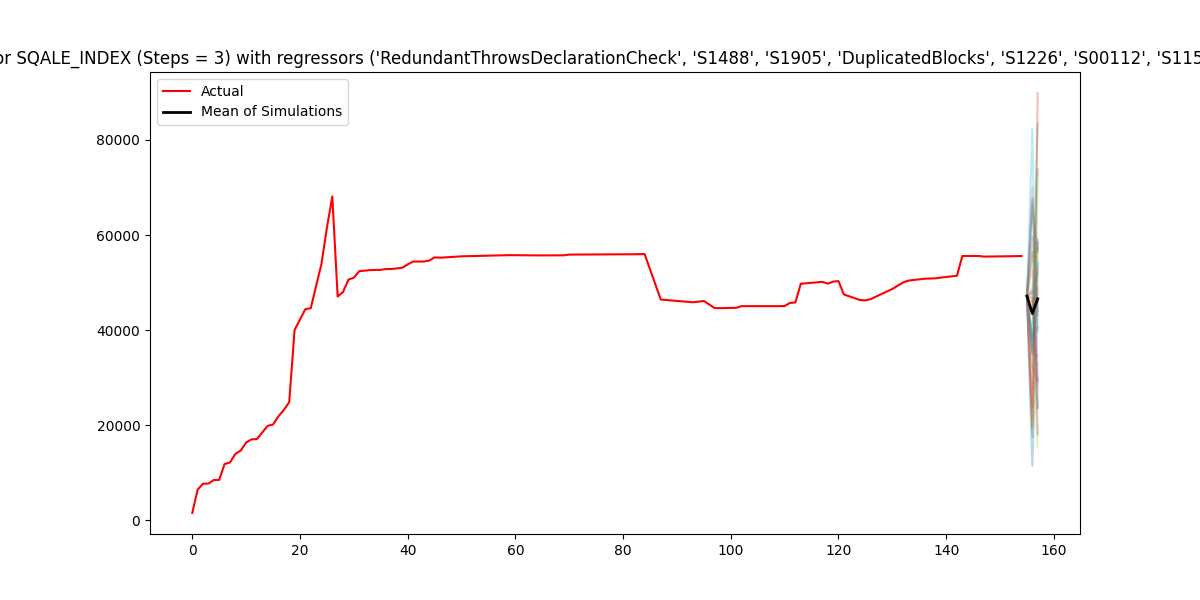 or SQALE_INDEX (Steps = 3) with regressors ('RedundantThrowsDeclarationCheck', 'S1488', 'S1905', 'DuplicatedBlocks', 'S1226', 'S00112', 'S115
Actual
Mean of Simulations
80000
60000
40000
20000
0
0 20 40 60 80 100 120 140 160